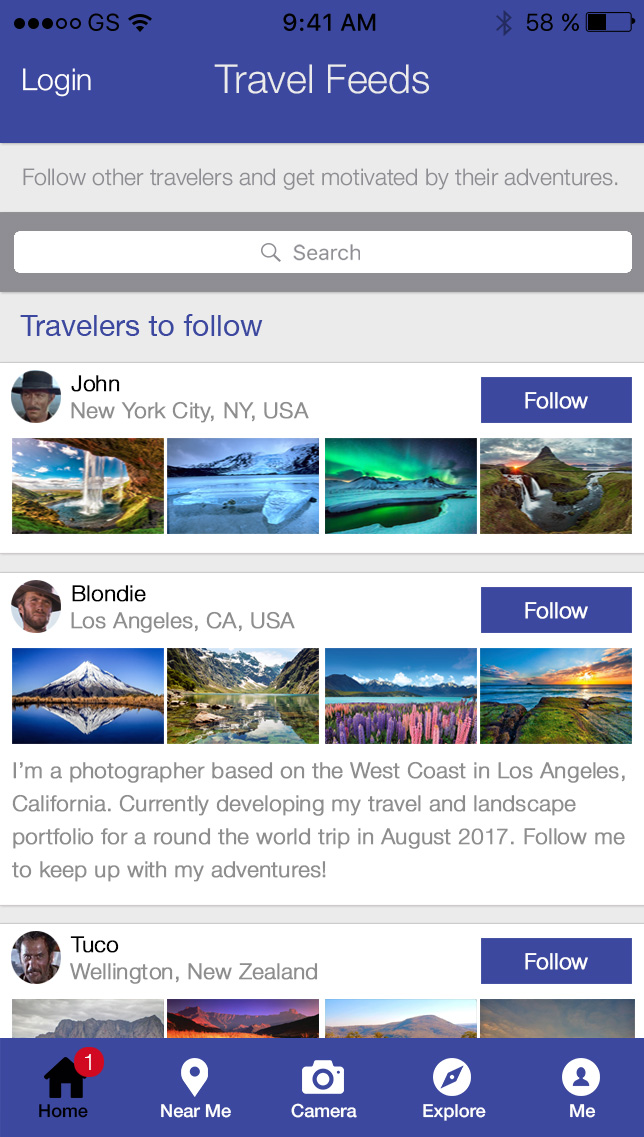 GS 9:41 AM 58 %
Login Travel Feeds
Follow other travelers and get motivated by their adventures.
Search
Travelers to follow
John
New York City, NY, USA
Follow
Blondie
Los Angeles, CA, USA
Follow
I’m a photographer based on the West Coast in Los Angeles,
California. Currently developing my travel and landscape
portfolio for a round the world trip in August 2017. Follow me
to keep up with my adventures!
Tuco
Wellington, New Zealand
Follow
1
Home Near Me Camera Explore Me